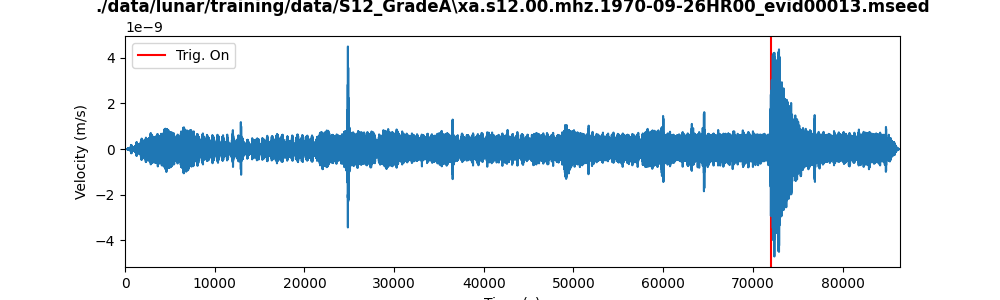 ./data/lunar/training/data/S12_GradeA\xa.s12.00.mhz.1970-09-26HR00_evid00013.mseed
1e−9
Trig. On
4
2
0
−2
−4
Velocity (m/s)
0 10000 20000 30000 40000 50000 60000 70000 80000